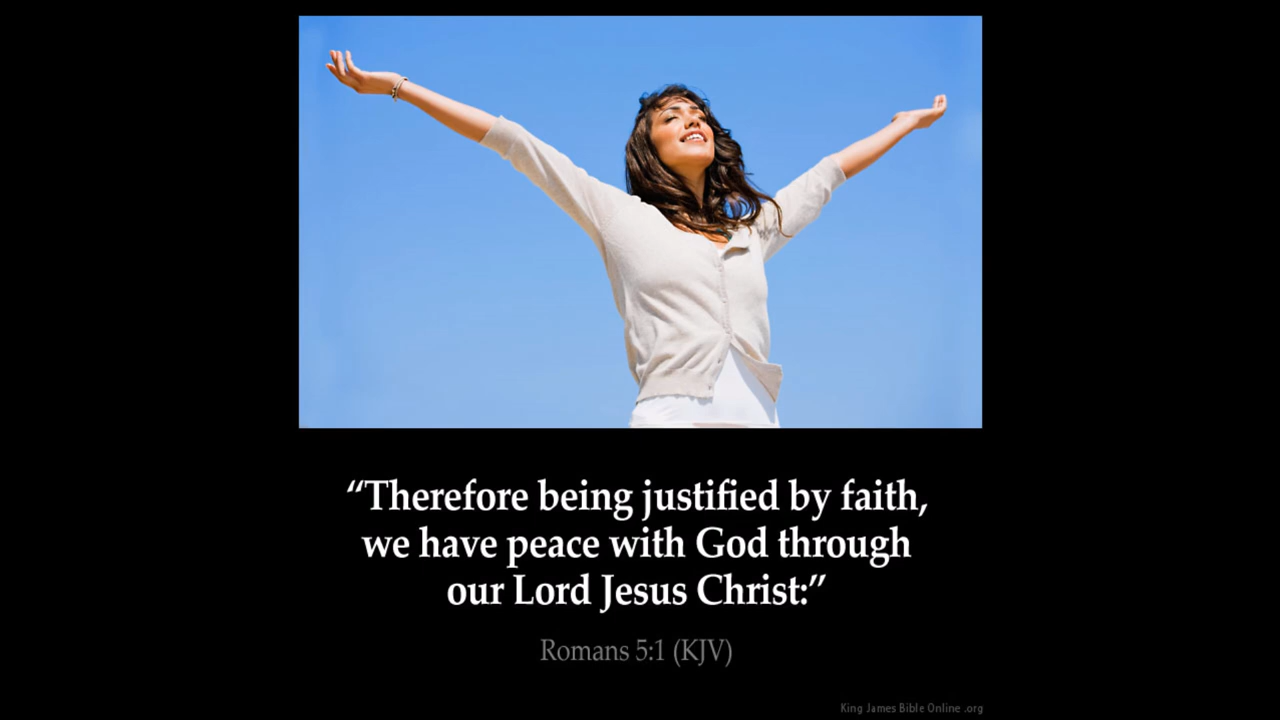 “Therefore being justified by faith,
we have peace with God through
our Lord Jesus Christ:”
Romans 5:1 (KJV)
King James Bible Online .org